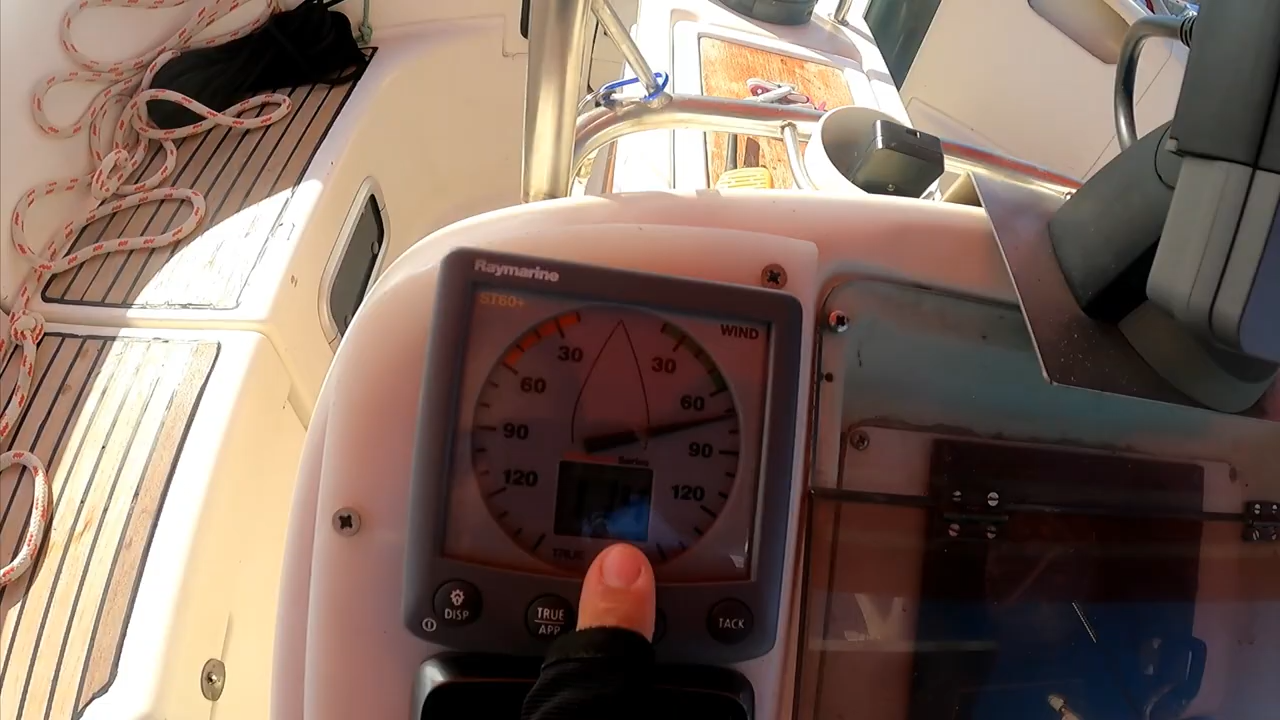 Raymarine
ST60+
WIND
30 30
60 60
90 90
Series
120 120
TRUE
DISP
TRUE
APP
TACK